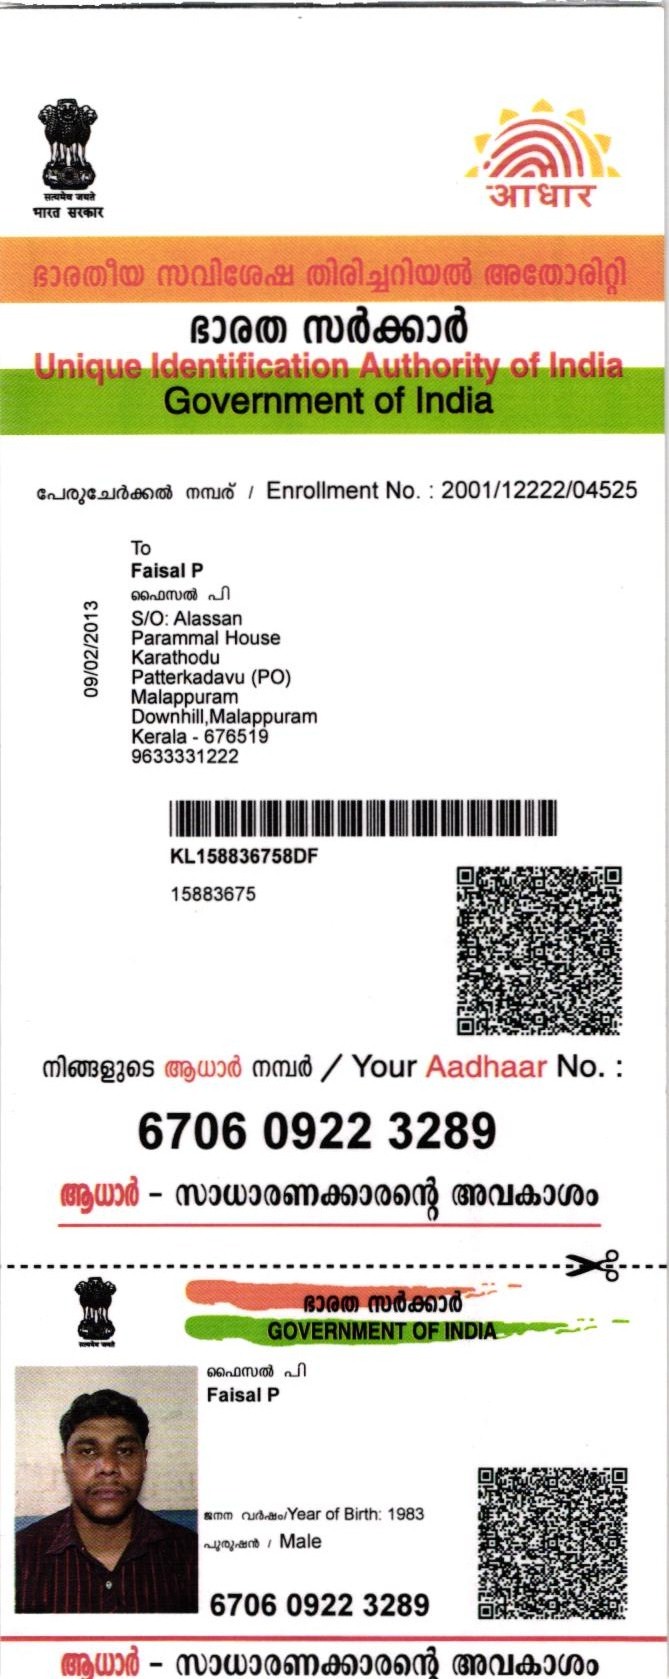 सत्यमेव जयते
भारत सरकार
आधार
ഭാരതീയ സവിശേഷ തിരിച്ചറിയൽ അതോരിറ്റി
ഭാരത സർക്കാർ
Unique Identification Authority of India
Government of India
പേരുചേർക്കൽ നമ്പര് / Enrollment No. : 2001/12222/04525
09/02/2013
To
Faisal P
ഫൈസൽ പി
S/O: Alassan
Parammal House
Karathodu
Patterkadavu (PO)
Malappuram
Downhill,Malappuram
Kerala - 676519
9633331222
KL158836758DF
15883675
നിങ്ങളുടെ ആധാർ നമ്പർ / Your Aadhaar No. :
6706 0922 3289
ആധാർ – സാധാരണക്കാരന്റെ അവകാശം
सत्यमेव जयते
ഭാരത സർക്കാർ
GOVERNMENT OF INDIA
ഫൈസൽ പി
Faisal P
ജനന വർഷം/Year of Birth: 1983
പുരുഷൻ / Male
6706 0922 3289
ആധാർ – സാധാരണക്കാരന്റെ അവകാശം